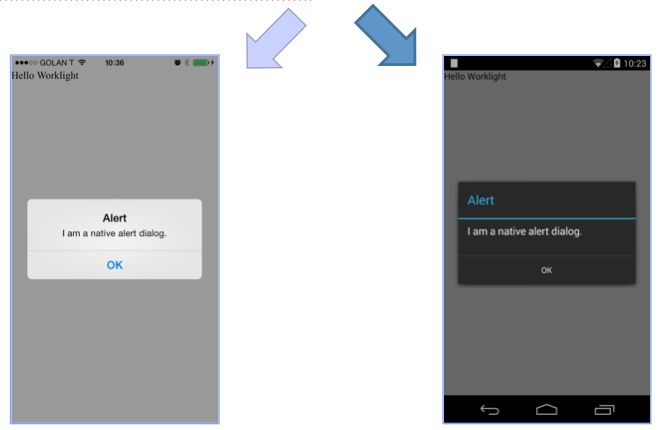 GOLAN T 10:36
Hello Worklight
Alert
I am a native alert dialog.
OK
10:23
Hello Worklight
Alert
I am a native alert dialog.
OK